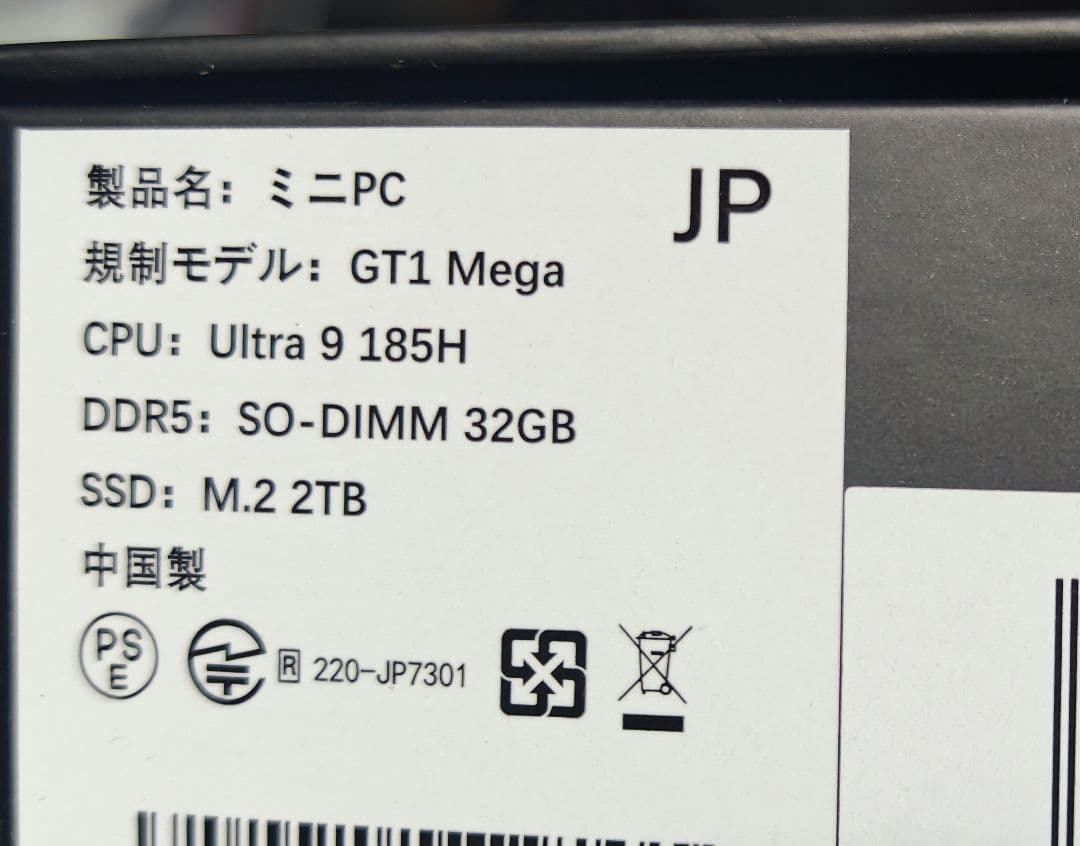 製品名：ミニPC
JP
規制モデル：GT1 Mega
CPU：Ultra 9 185H
DDR5：SO-DIMM 32GB
SSD：M.2 2TB
中国製
PS
E
R 220-JP7301